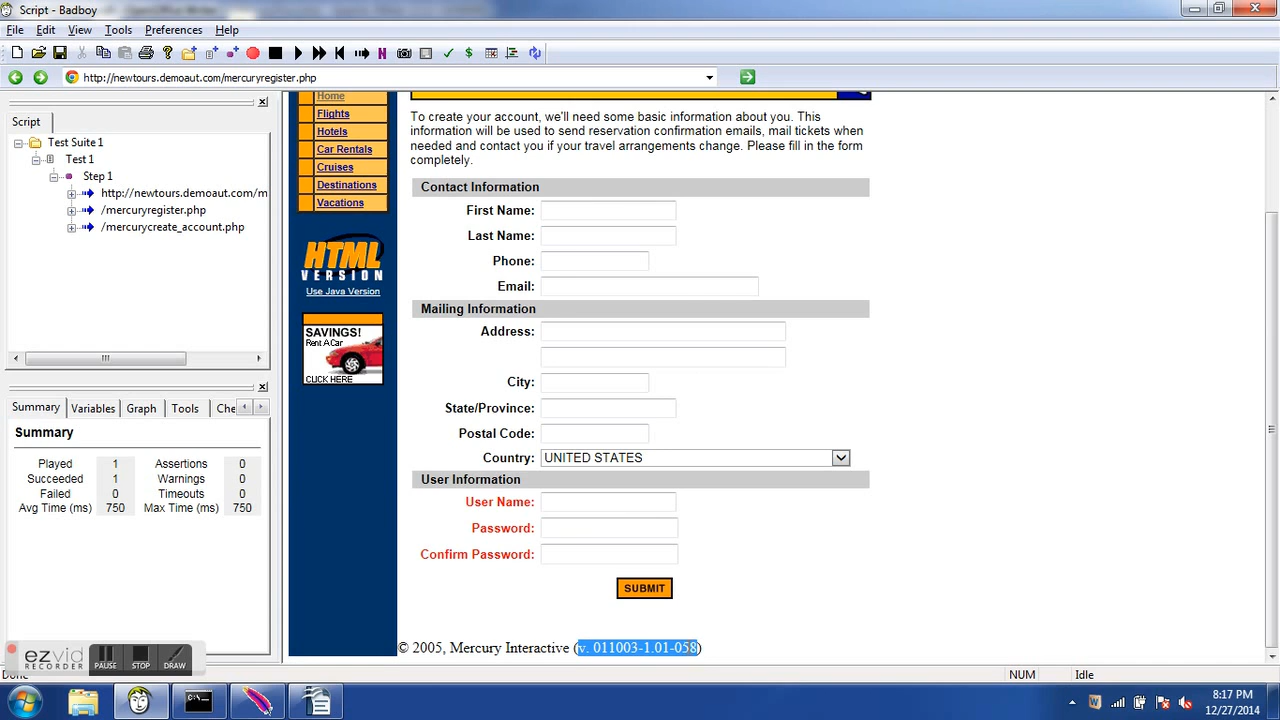 Script - Badboy
File Edit View Tools Preferences Help
http://newtours.demoaut.com/mercuryregister.php
Script
Test Suite 1
Test 1
Step 1
http://newtours.demoaut.com/m
/mercuryregister.php
/mercurycreate_account.php
Summary Variables Graph Tools Che
Summary
Played 1 Assertions 0
Succeeded 1 Warnings 0
Failed 0 Timeouts 0
Avg Time (ms) 750 Max Time (ms) 750
Home
Flights
Hotels
Car Rentals
Cruises
Destinations
Vacations
HTML
VERSION
Use Java Version
SAVINGS!
Rent A Car
CLICK HERE
To create your account, we'll need some basic information about you. This
information will be used to send reservation confirmation emails, mail tickets when
needed and contact you if your travel arrangements change. Please fill in the form
completely.
Contact Information
First Name:
Last Name:
Phone:
Email:
Mailing Information
Address:
City:
State/Province:
Postal Code:
Country: UNITED STATES
User Information
User Name:
Password:
Confirm Password:
SUBMIT
© 2005, Mercury Interactive (v. 011003-1.01-058)
ezvid
RECORDER
PAUSE STOP DRAW
NUM Idle
8:17 PM
12/27/2014